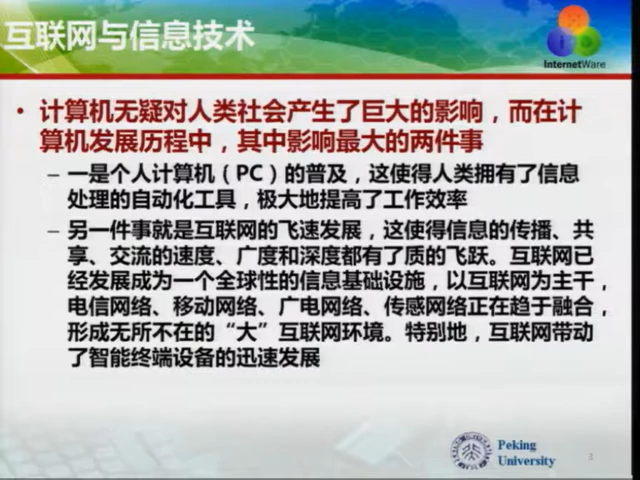 互联网与信息技术
InternetWare
• 计算机无疑对人类社会产生了巨大的影响，而在计
算机发展历程中，其中影响最大的两件事
– 一是个人计算机（PC）的普及，这使得人类拥有了信息
处理的自动化工具，极大地提高了工作效率
– 另一件事就是互联网的飞速发展，这使得信息的传播、共
享、交流的速度、广度和深度都有了质的飞跃。互联网已
经发展成为一个全球性的信息基础设施，以互联网为主干，
电信网络、移动网络、广电网络、传感网络正在趋于融合，
形成无所不在的“大”互联网环境。特别地，互联网带动
了智能终端设备的迅速发展
Peking
University
3